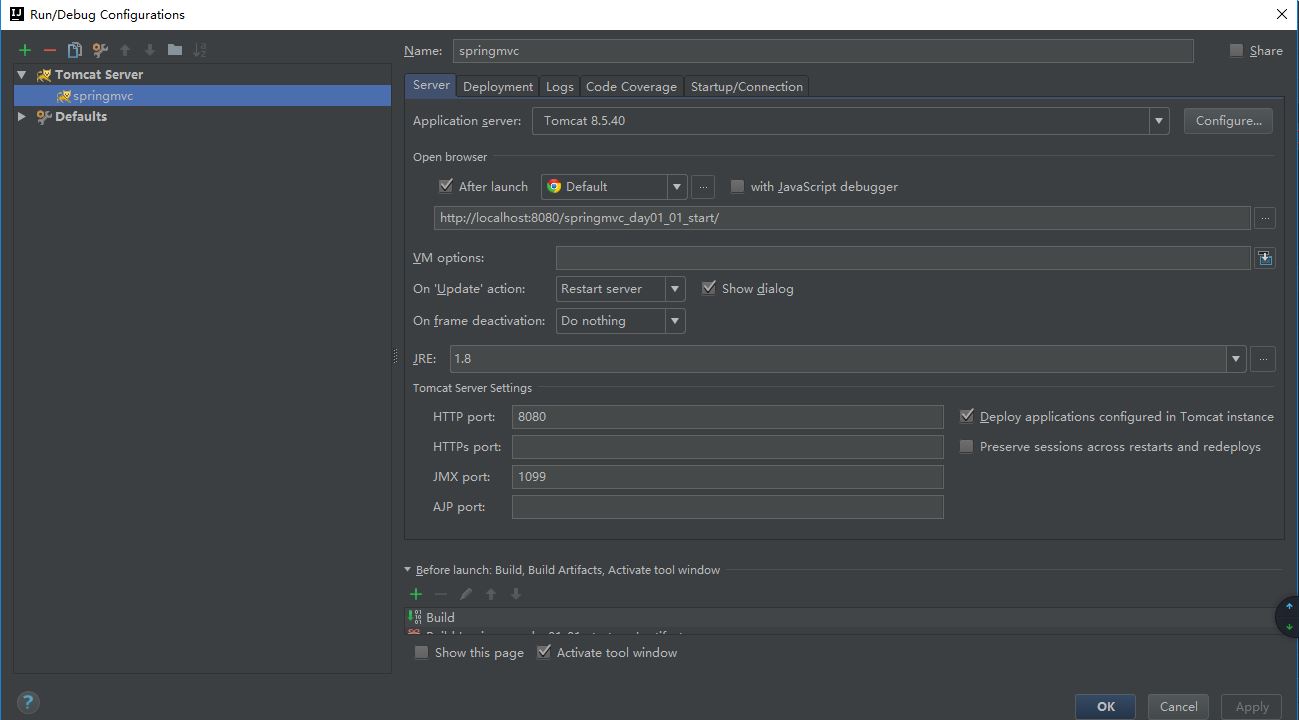 Run/Debug Configurations
Name: springmvc Share
Tomcat Server
springmvc
Defaults
Server Deployment Logs Code Coverage Startup/Connection
Application server: Tomcat 8.5.40 Configure...
Open browser
After launch Default ... with JavaScript debugger
http://localhost:8080/springmvc_day01_01_start/ ...
VM options:
On 'Update' action: Restart server Show dialog
On frame deactivation: Do nothing
JRE: 1.8 ...
Tomcat Server Settings
HTTP port: 8080 Deploy applications configured in Tomcat instance
HTTPs port: Preserve sessions across restarts and redeploys
JMX port: 1099
AJP port:
Before launch: Build, Build Artifacts, Activate tool window
Build
Show this page Activate tool window
? OK Cancel Apply